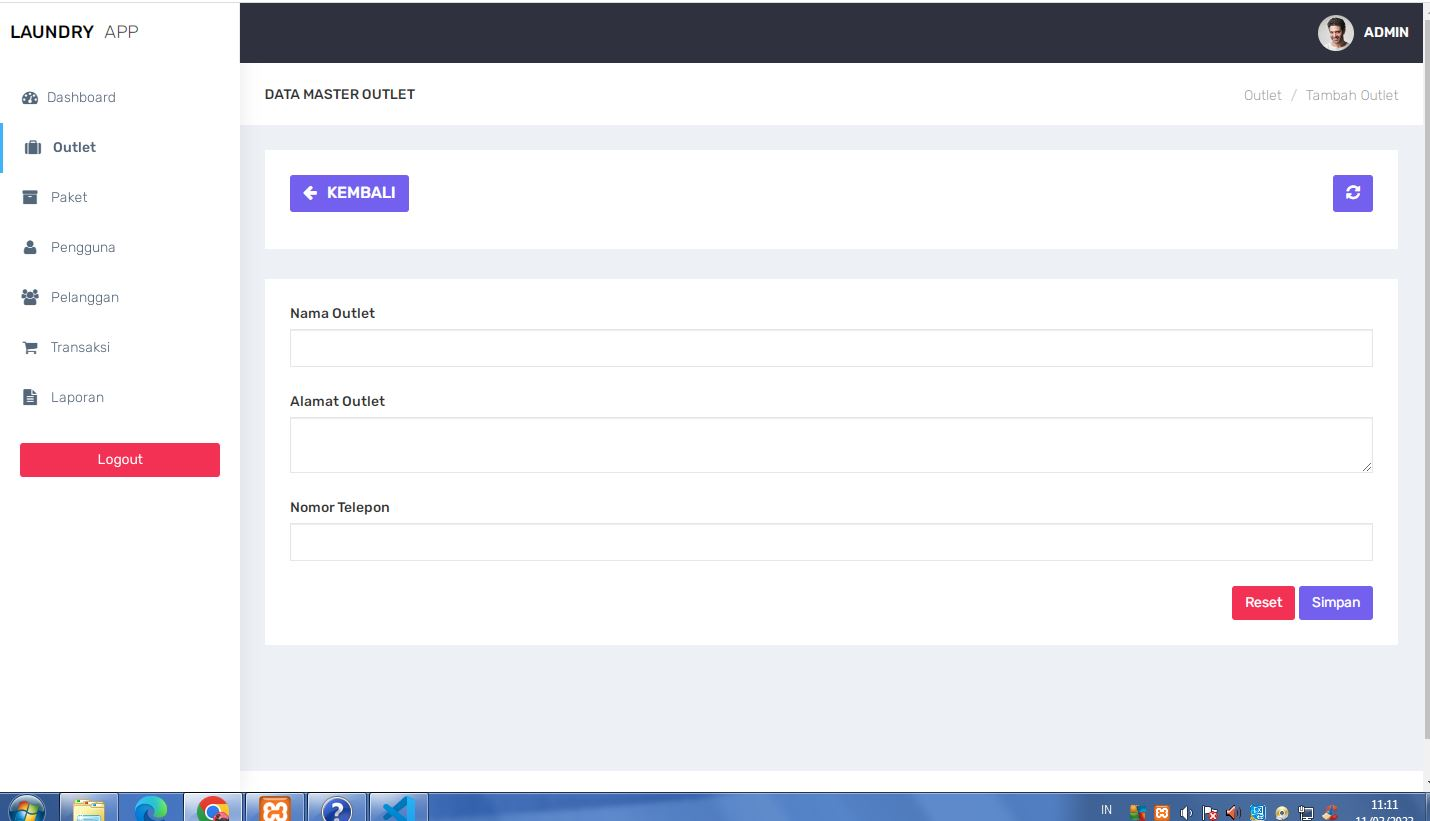 LAUNDRY APP
ADMIN
Dashboard
Outlet
Paket
Pengguna
Pelanggan
Transaksi
Laporan
Logout
DATA MASTER OUTLET
Outlet / Tambah Outlet
KEMBALI
Nama Outlet
Alamat Outlet
Nomor Telepon
Reset Simpan
IN
11:11